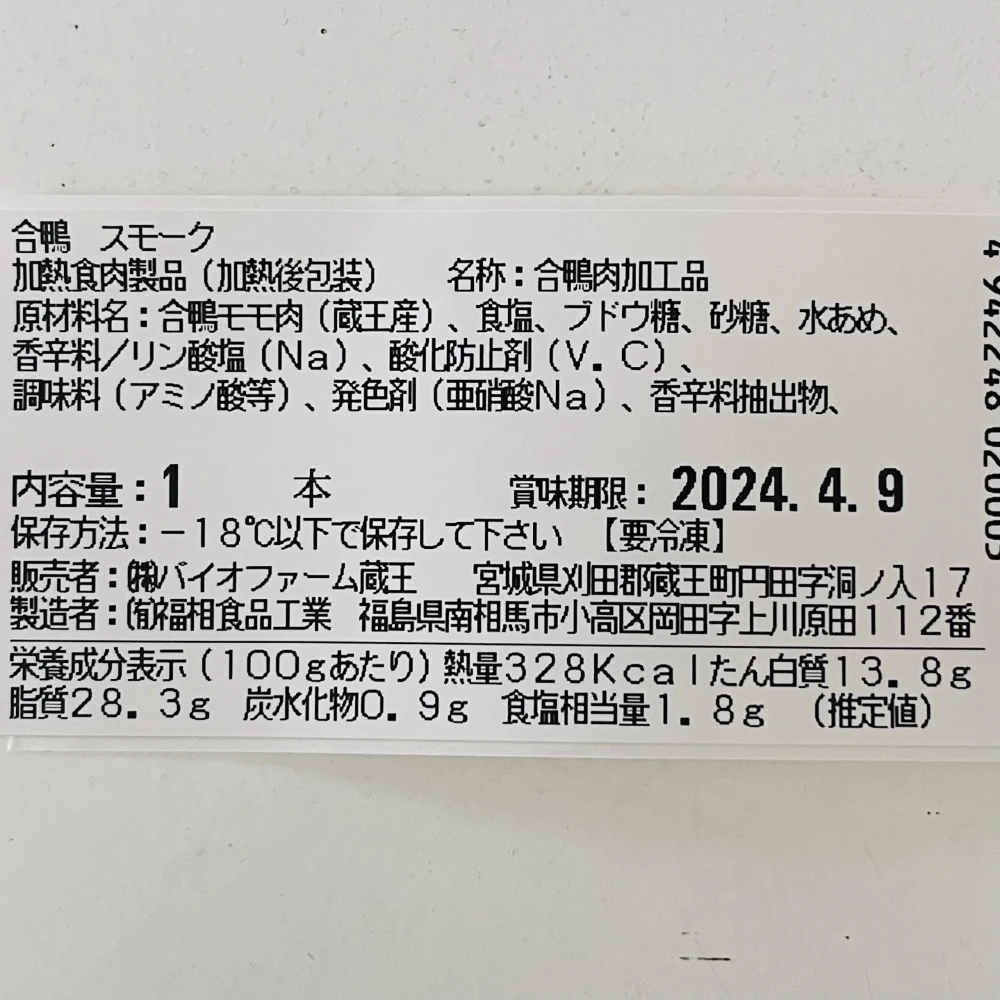 合鴨　スモーク
加熱食肉製品（加熱後包装）　　名称：合鴨肉加工品
原材料名：合鴨モモ肉（蔵王産）、食塩、ブドウ糖、砂糖、水あめ、
香辛料／リン酸塩（Ｎａ）、酸化防止剤（Ｖ．Ｃ）、
調味料（アミノ酸等）、発色剤（亜硝酸Ｎａ）、香辛料抽出物、
内容量：1　本　　賞味期限：2024. 4. 9
保存方法：－１８℃以下で保存して下さい　【要冷凍】
販売者：㈱バイオファーム蔵王　　宮城県刈田郡蔵王町円田字洞ノ入１７
製造者：㈲福相食品工業　福島県南相馬市小高区岡田字上川原田１１２番
栄養成分表示（１００ｇあたり）熱量３２８Ｋｃａｌたん白質１３．８ｇ
脂質２８．３ｇ　炭水化物０．９ｇ　食塩相当量１．８ｇ　（推定値）
4 942248 020005